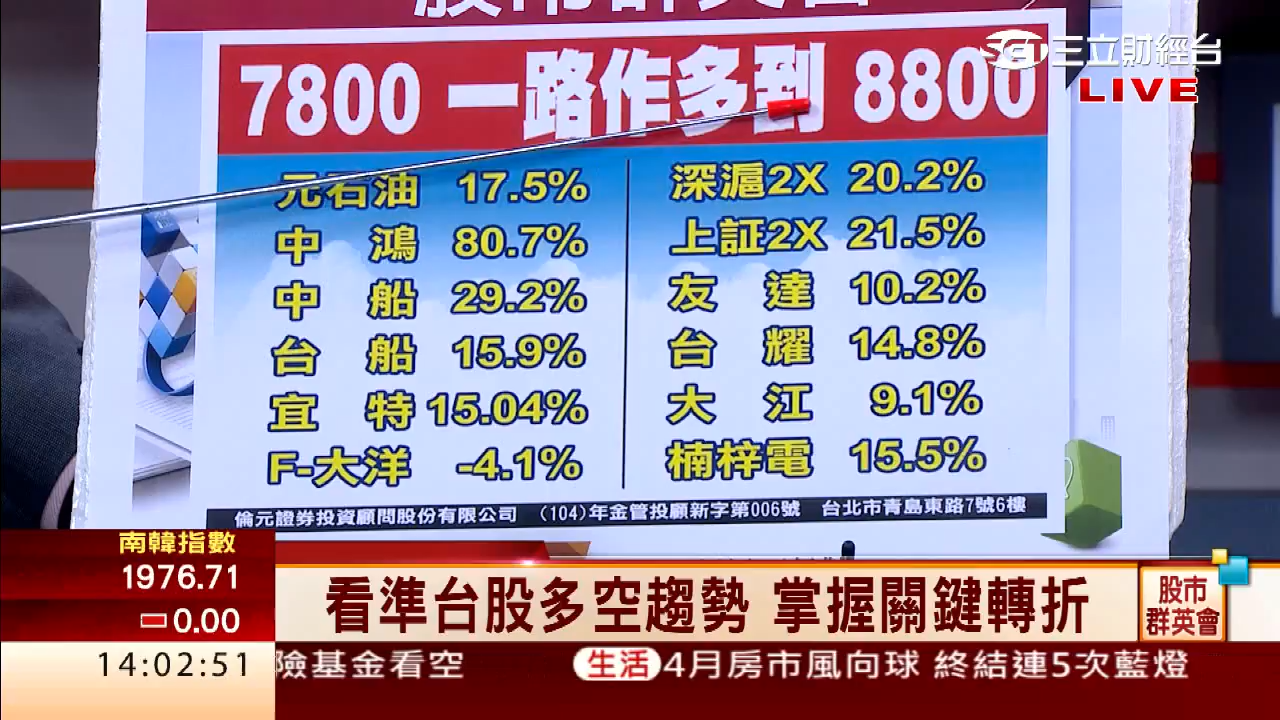 7800 一路作多到 8800
三立財經台
LIVE
元石油 17.5%
中鴻 80.7%
中船 29.2%
台船 15.9%
宜特 15.04%
F-大洋 -4.1%
深滬2X 20.2%
上証2X 21.5%
友達 10.2%
台耀 14.8%
大江 9.1%
楠梓電 15.5%
倫元證券投資顧問股份有限公司 (104)年金管投顧新字第006號 台北市青島東路7號6樓
南韓指數
1976.71
0.00
看準台股多空趨勢 掌握關鍵轉折
股市
群英會
14:02:51
險基金看空 生活 4月房市風向球 終結連5次藍燈